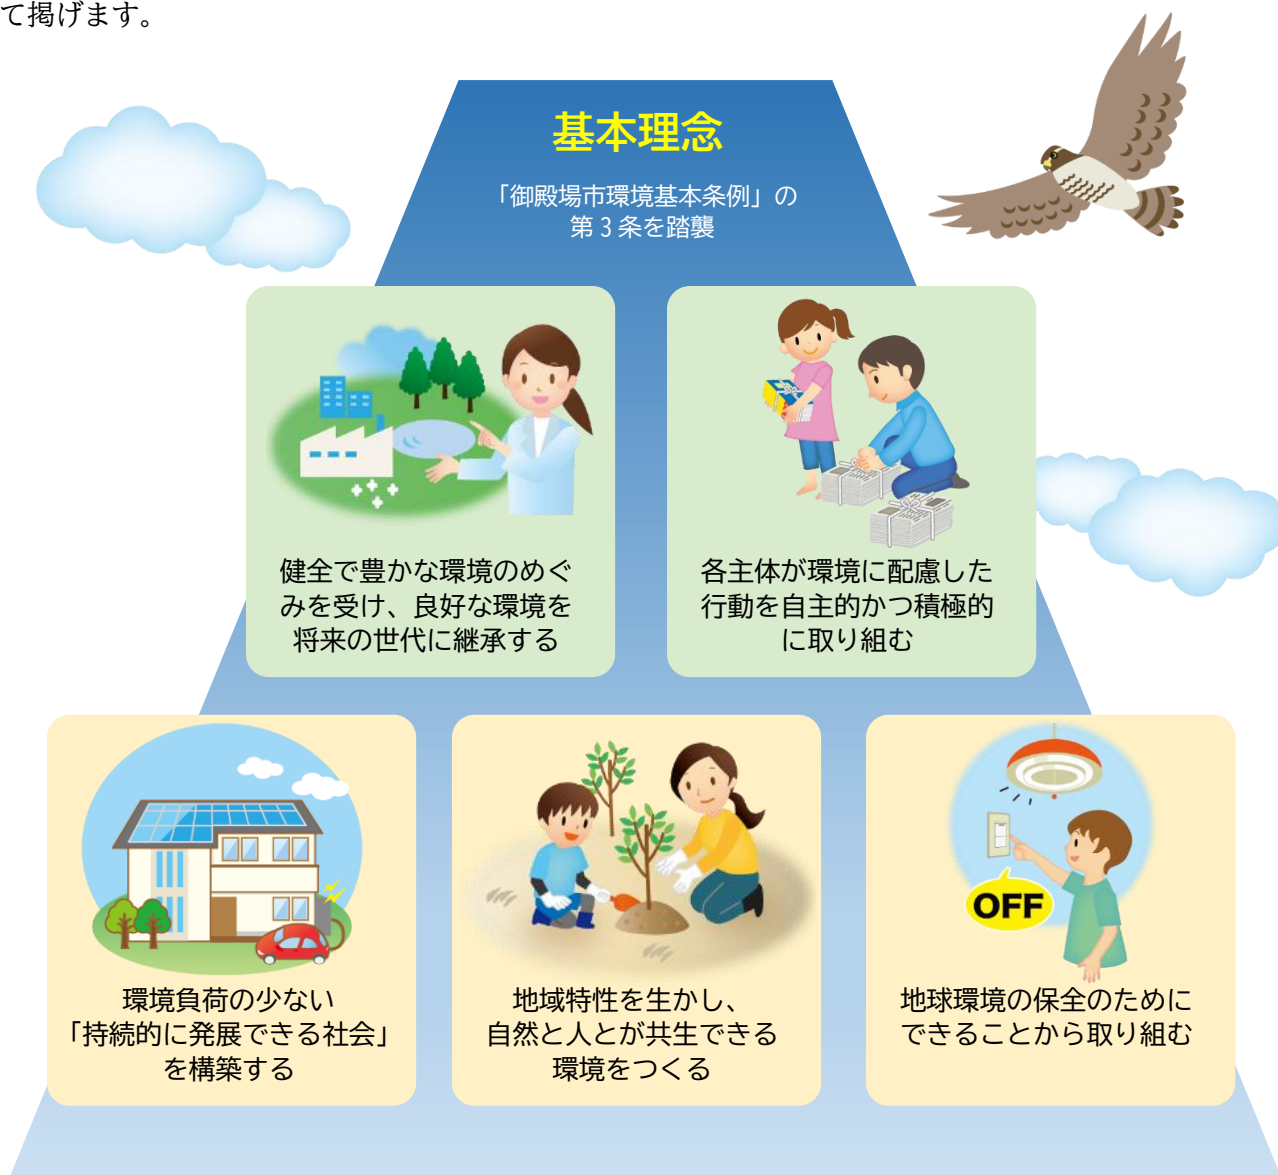 て掲げます。
基本理念
「御殿場市環境基本条例」の
第３条を踏襲
健全で豊かな環境のめぐ
みを受け、良好な環境を
将来の世代に継承する
各主体が環境に配慮した
行動を自主的かつ積極的
に取り組む
環境負荷の少ない
「持続的に発展できる社会」
を構築する
地域特性を生かし、
自然と人とが共生できる
環境をつくる
OFF
地球環境の保全のために
できることから取り組む